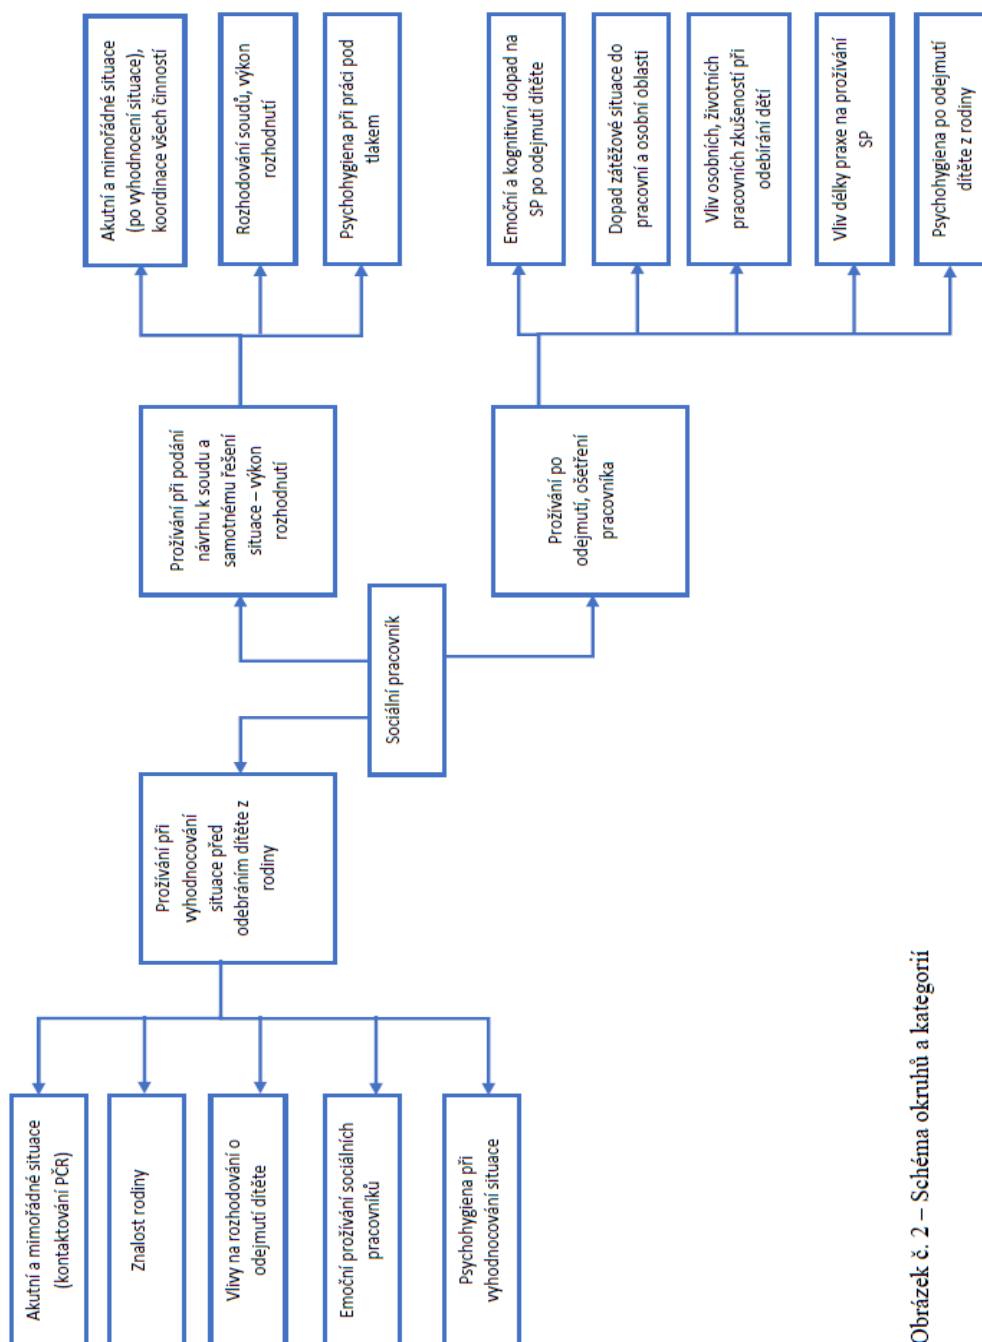 Akutní a mimořádné situace
(kontaktování PČR)
Znalost rodiny
Vlivy na rozhodování o
odejmutí dítěte
Emoční prožívání sociálních
pracovníků
Psychohygiena při
vyhodnocování situace
Prožívání při
vyhodnocování
situace před
odebráním dítěte z
rodiny
Sociální pracovník
Prožívání při podání
návrhu k soudu a
samotnému řešení
situace – výkon
rozhodnutí
Akutní a mimořádné situace
(po vyhodnocení situace),
koordinace všech činností
Rozhodování soudů, výkon
rozhodnutí
Psychohygiena při práci pod
tlakem
Prožívání po
odejmutí, ošetření
pracovníka
Emoční a kognitivní dopad na
SP po odejmutí dítěte
Dopad zátěžové situace do
pracovní a osobní oblasti
Vliv osobních, životních
pracovních zkušeností při
odebírání dětí
Vliv délky praxe na prožívání
SP
Psychohygiena po odejmutí
dítěte z rodiny
Obrázek č. 2 – Schéma okruhů a kategorií